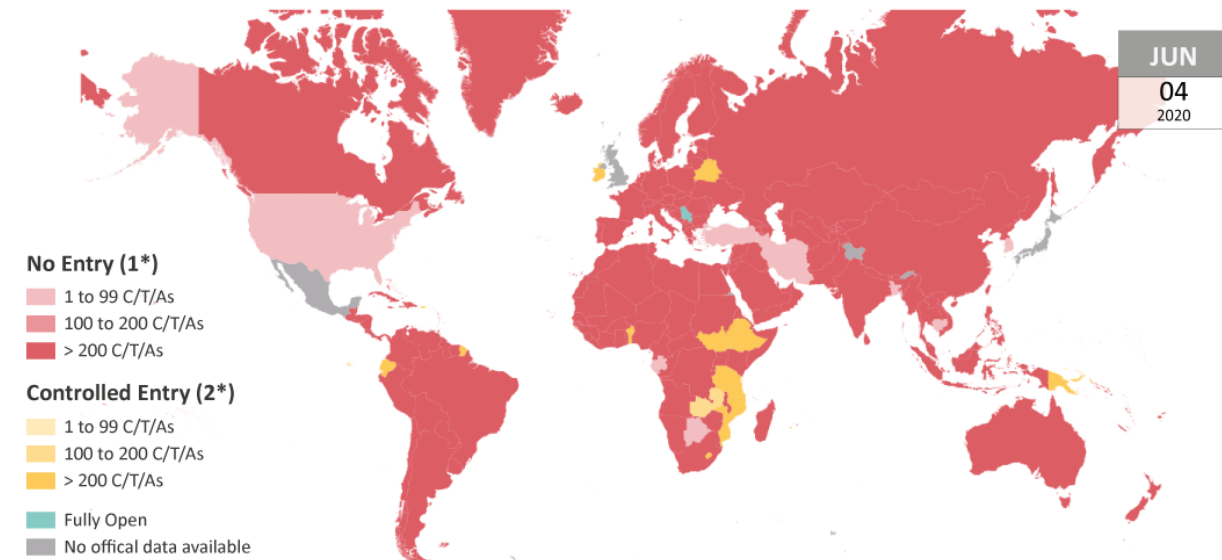 JUN
04
2020
No Entry (1*)
1 to 99 C/T/As
100 to 200 C/T/As
> 200 C/T/As
Controlled Entry (2*)
1 to 99 C/T/As
100 to 200 C/T/As
> 200 C/T/As
Fully Open
No offical data available